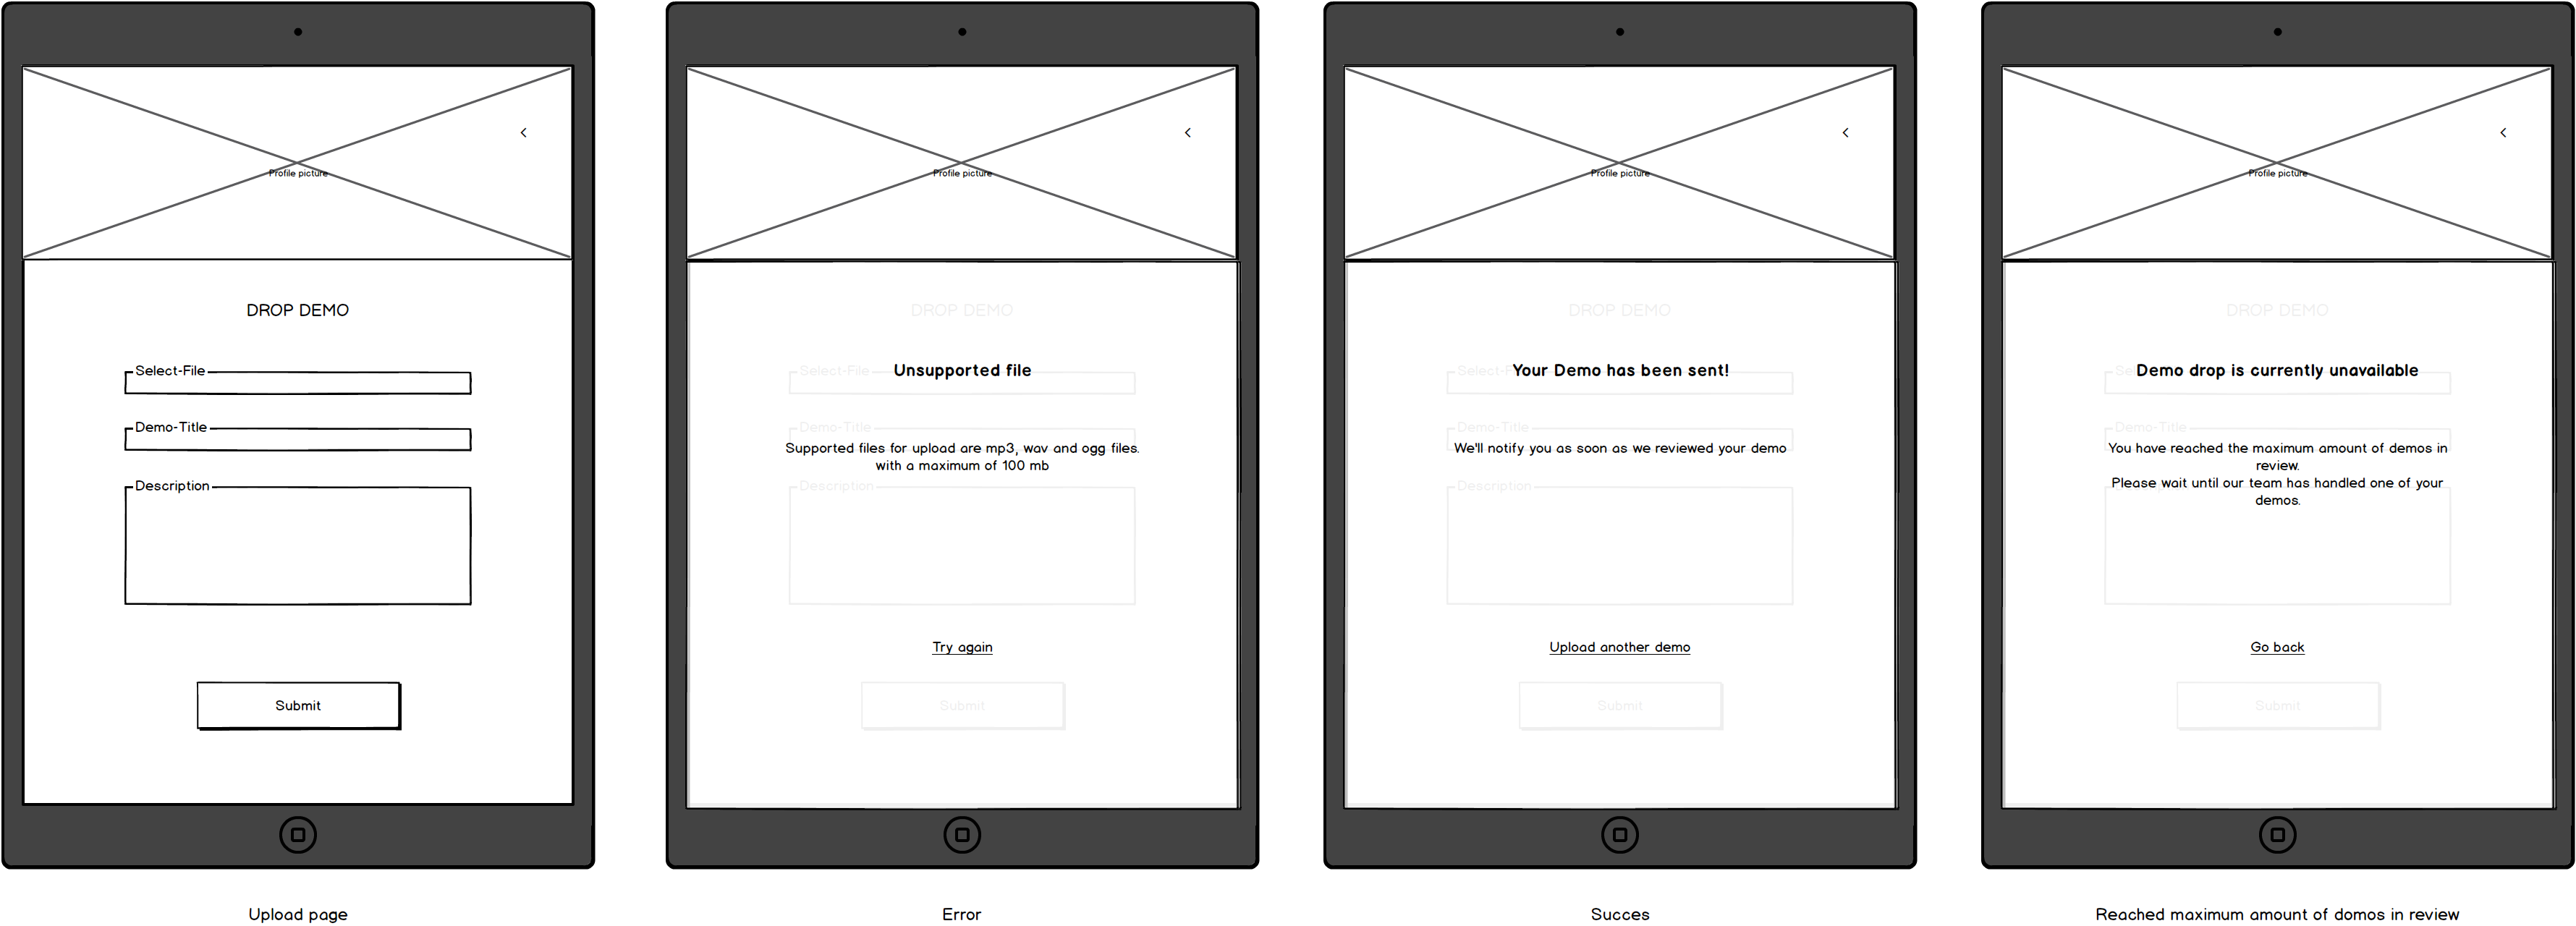 Profile picture
<
DROP DEMO
Select-File
Demo-Title
Description
Submit
Upload page
Profile picture
<
DROP DEMO
Select-File
Unsupported file
Demo-Title
Supported files for upload are mp3, wav and ogg files.
with a maximum of 100 mb
Description
Try again
Submit
Error
Profile picture
<
DROP DEMO
Your Demo has been sent!
Demo-Title
We'll notify you as soon as we reviewed your demo
Description
Upload another demo
Submit
Succes
Profile picture
<
DROP DEMO
Demo drop is currently unavailable
Demo-Title
You have reached the maximum amount of demos in
review.
Please wait until our team has handled one of your
demos.
Go back
Submit
Reached maximum amount of domos in review